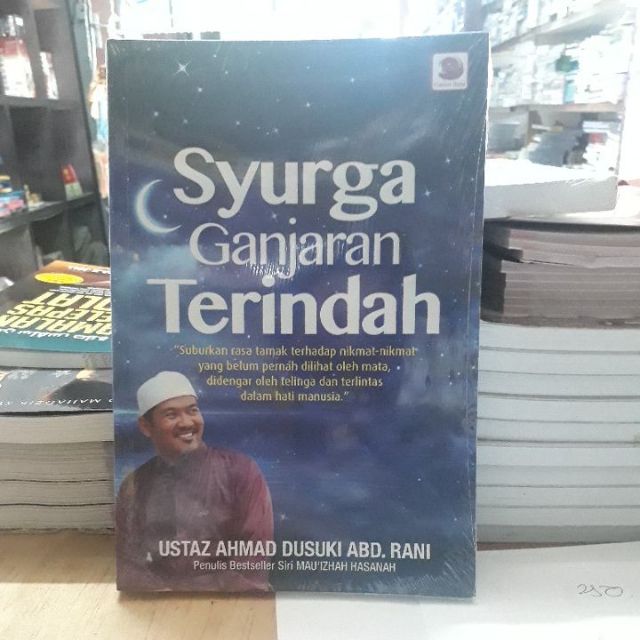 Syurga
Ganjaran
Terindah
"Suburkan rasa tamak terhadap nikmat-nikmat
yang belum pernah dilihat oleh mata,
didengar oleh telinga dan terlintas
dalam hati manusia."
USTAZ AHMAD DUSUKI ABD. RANI
Penulis Bestseller Siri MAU'IZHAH HASANAH
250